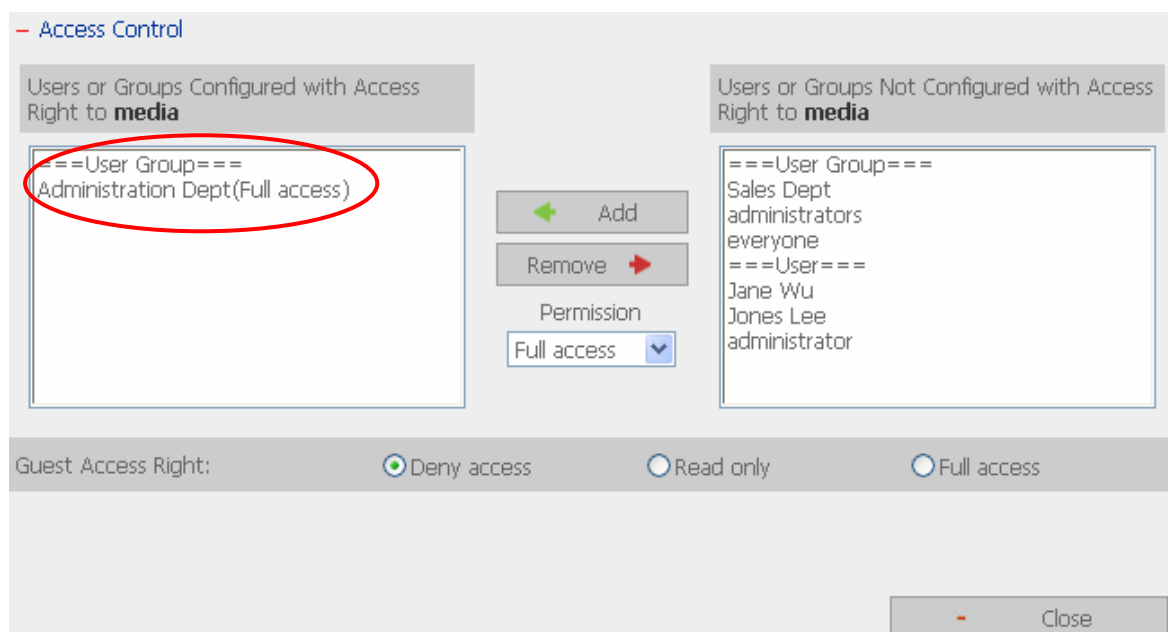 – Access Control
Users or Groups Configured with Access
Right to media
===User Group===
Administration Dept(Full access)
Add
Remove
Permission
Full access
Users or Groups Not Configured with Access
Right to media
===User Group===
Sales Dept
administrators
everyone
===User===
Jane Wu
Jones Lee
administrator
Guest Access Right: Deny access Read only Full access
- Close